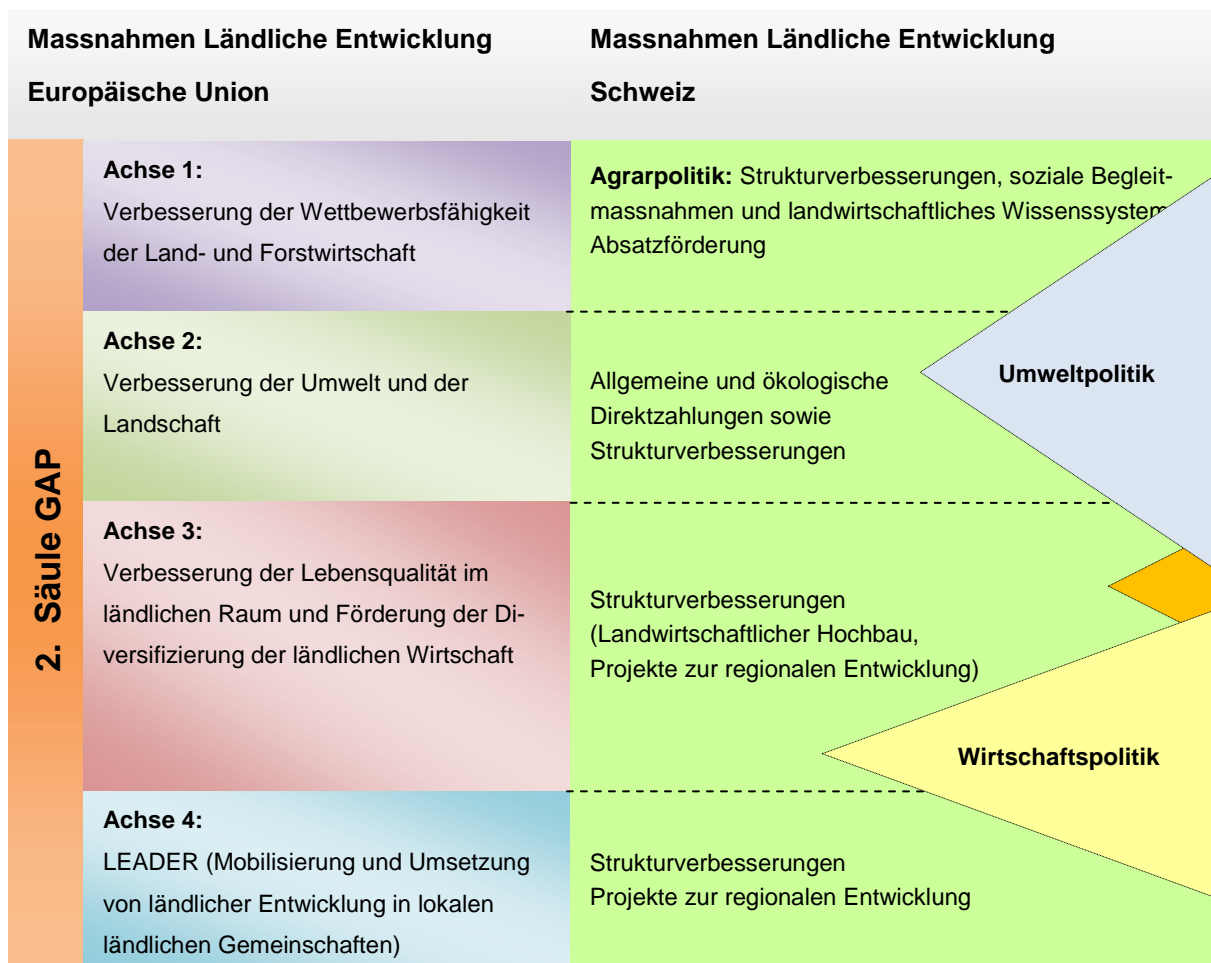 Massnahmen Ländliche Entwicklung
Europäische Union
Massnahmen Ländliche Entwicklung
Schweiz
2. Säule GAP
Achse 1:
Verbesserung der Wettbewerbsfähigkeit
der Land- und Forstwirtschaft
Agrarpolitik: Strukturverbesserungen, soziale Begleit-
massnahmen und landwirtschaftliches Wissenssystem
Absatzförderung
Achse 2:
Verbesserung der Umwelt und der
Landschaft
Allgemeine und ökologische
Direktzahlungen sowie
Strukturverbesserungen
Umweltpolitik
Achse 3:
Verbesserung der Lebensqualität im
ländlichen Raum und Förderung der Di-
versifizierung der ländlichen Wirtschaft
Strukturverbesserungen
(Landwirtschaftlicher Hochbau,
Projekte zur regionalen Entwicklung)
Wirtschaftspolitik
Achse 4:
LEADER (Mobilisierung und Umsetzung
von ländlicher Entwicklung in lokalen
ländlichen Gemeinschaften)
Strukturverbesserungen
Projekte zur regionalen Entwicklung